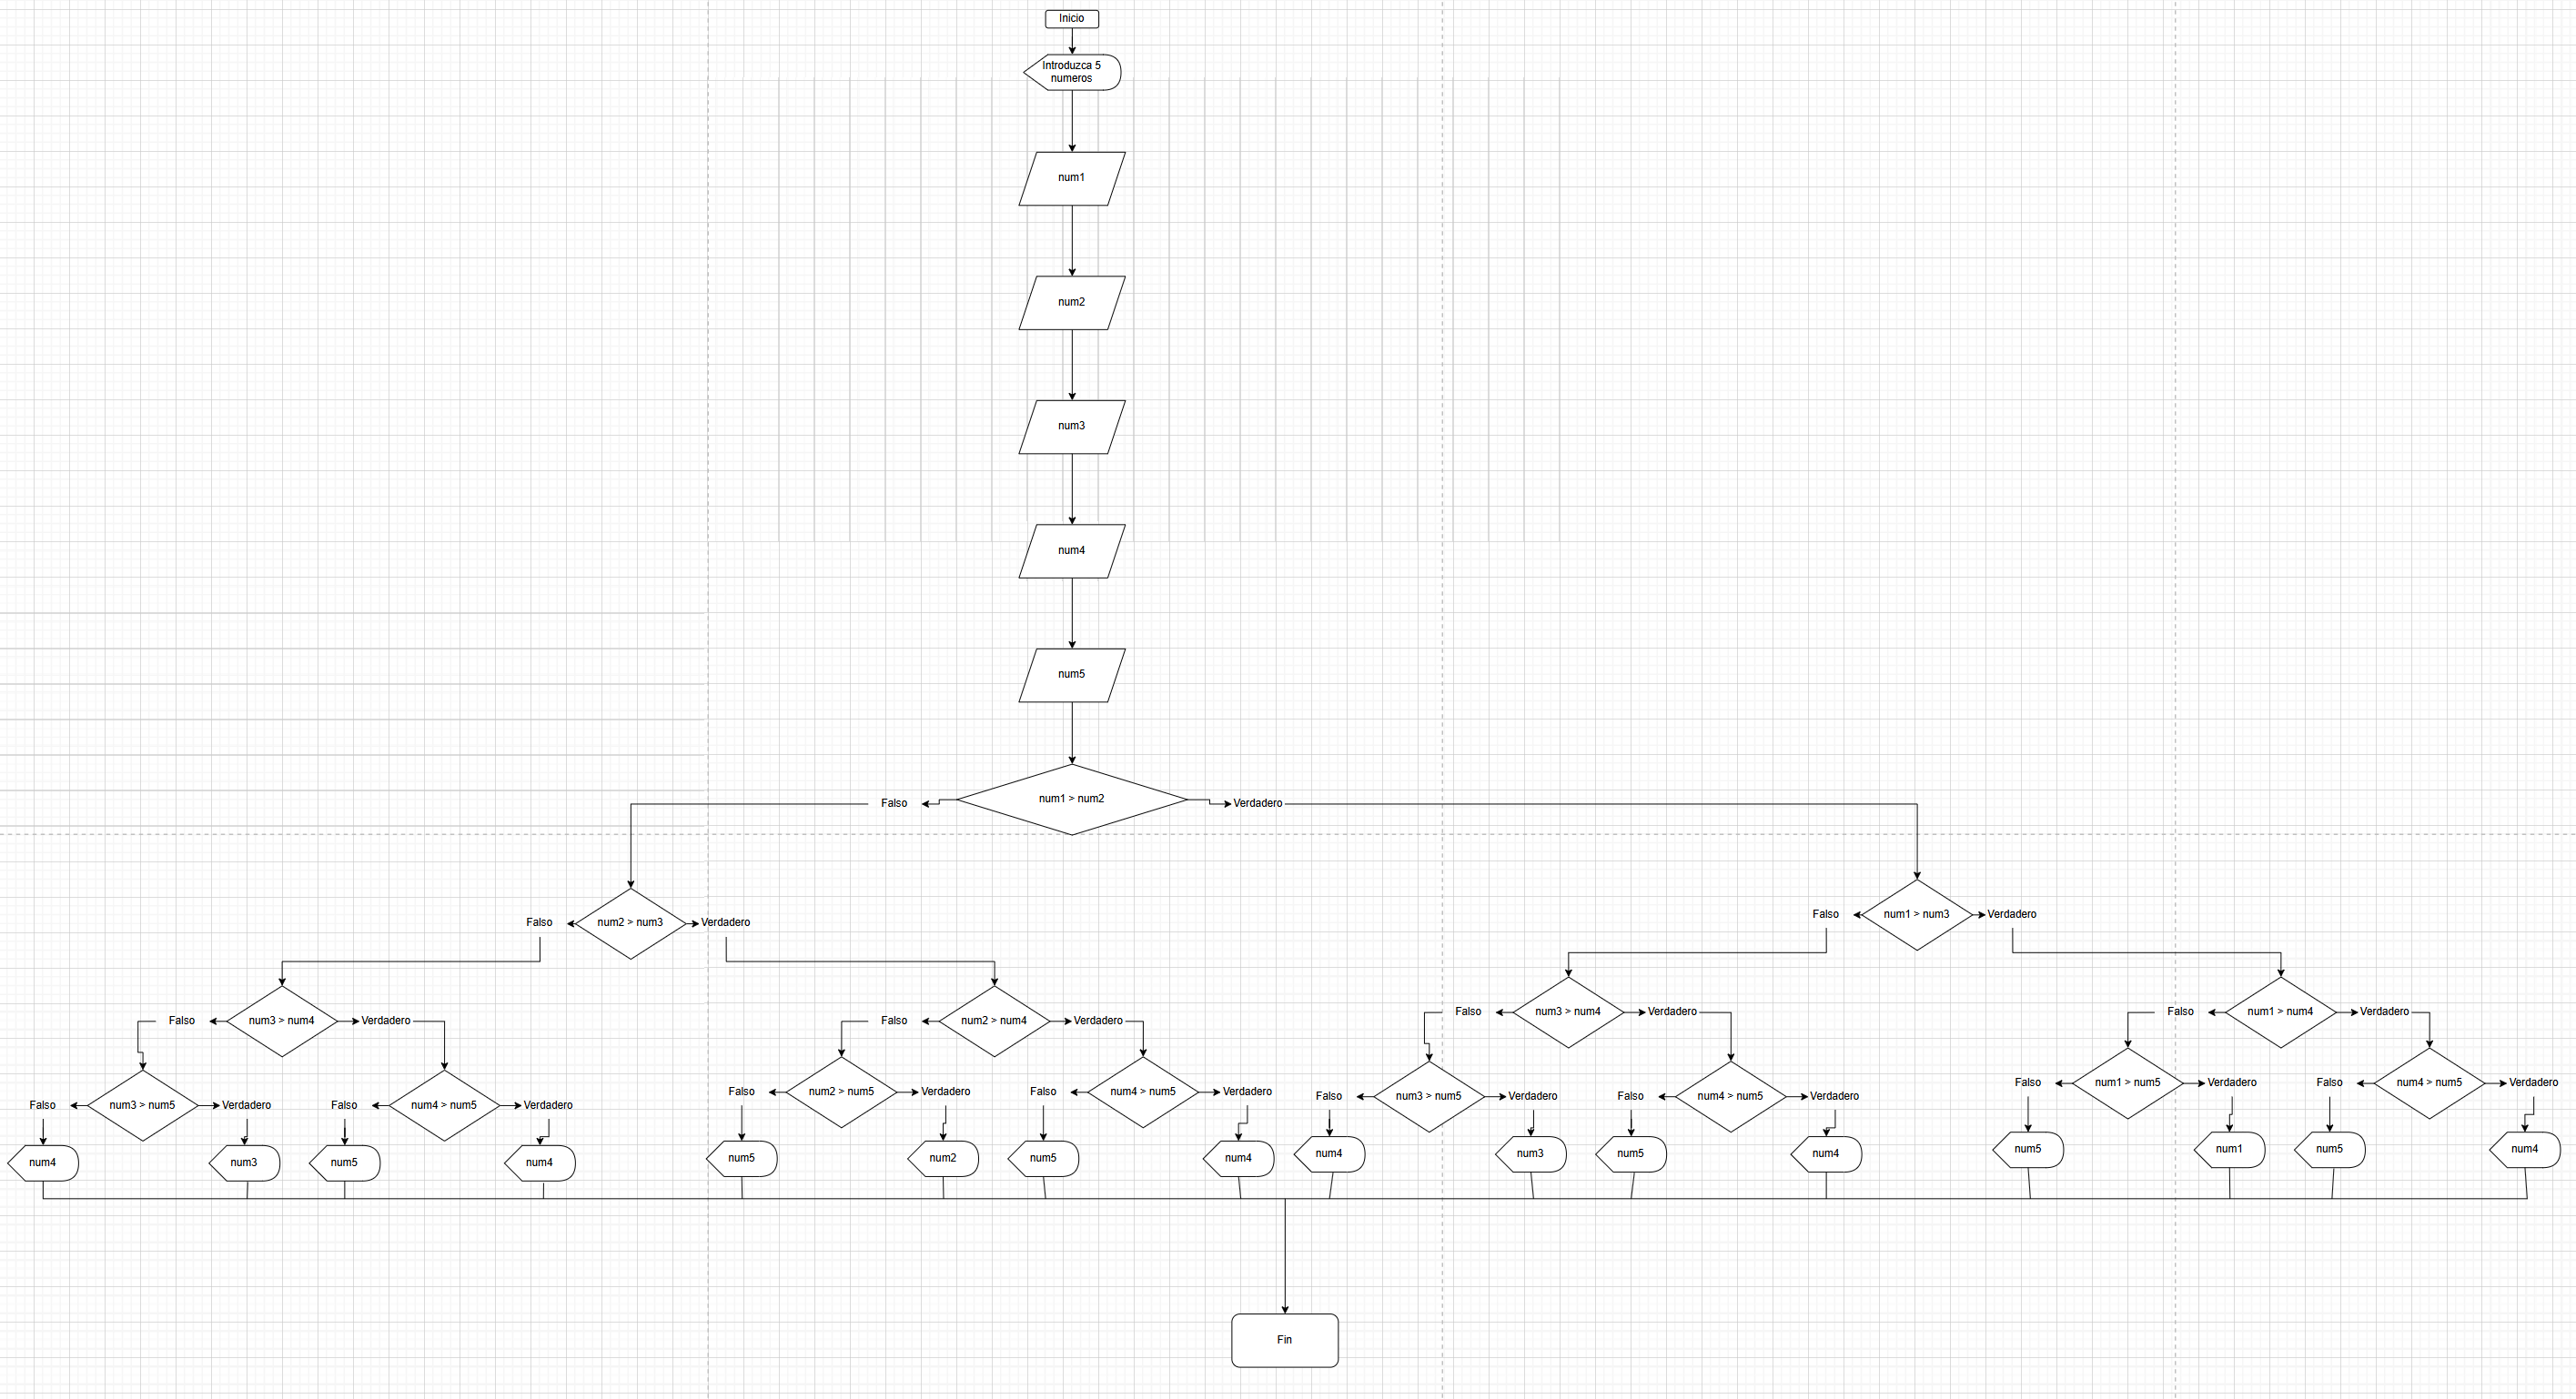 Inicio
Introduzca 5
numeros
num1
num2
num3
num4
num5
num1 > num2
Falso
Verdadero
num2 > num3
Falso
Verdadero
num1 > num3
Falso
Verdadero
num3 > num4
Falso
Verdadero
num2 > num4
Falso
Verdadero
num3 > num4
Falso
Verdadero
num1 > num4
Falso
Verdadero
num3 > num5
Falso
Verdadero
num4 > num5
Falso
Verdadero
num2 > num5
Falso
Verdadero
num4 > num5
Falso
Verdadero
num3 > num5
Falso
Verdadero
num4 > num5
Falso
Verdadero
num1 > num5
Falso
Verdadero
num4 > num5
Falso
Verdadero
num4
num3
num5
num4
num5
num2
num5
num4
num4
num3
num5
num4
num5
num1
num5
num4
Fin